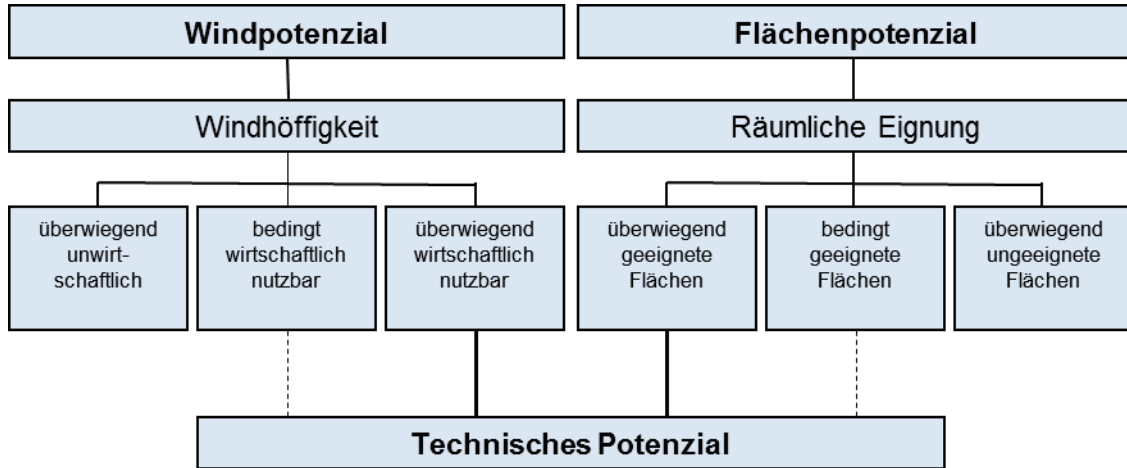 Windpotenzial
Flächenpotenzial
Windhöffigkeit
Räumliche Eignung
überwiegend
unwirt-
schaftlich
bedingt
wirtschaftlich
nutzbar
überwiegend
wirtschaftlich
nutzbar
überwiegend
geeignete
Flächen
bedingt
geeignete
Flächen
überwiegend
ungeeignete
Flächen
Technisches Potenzial